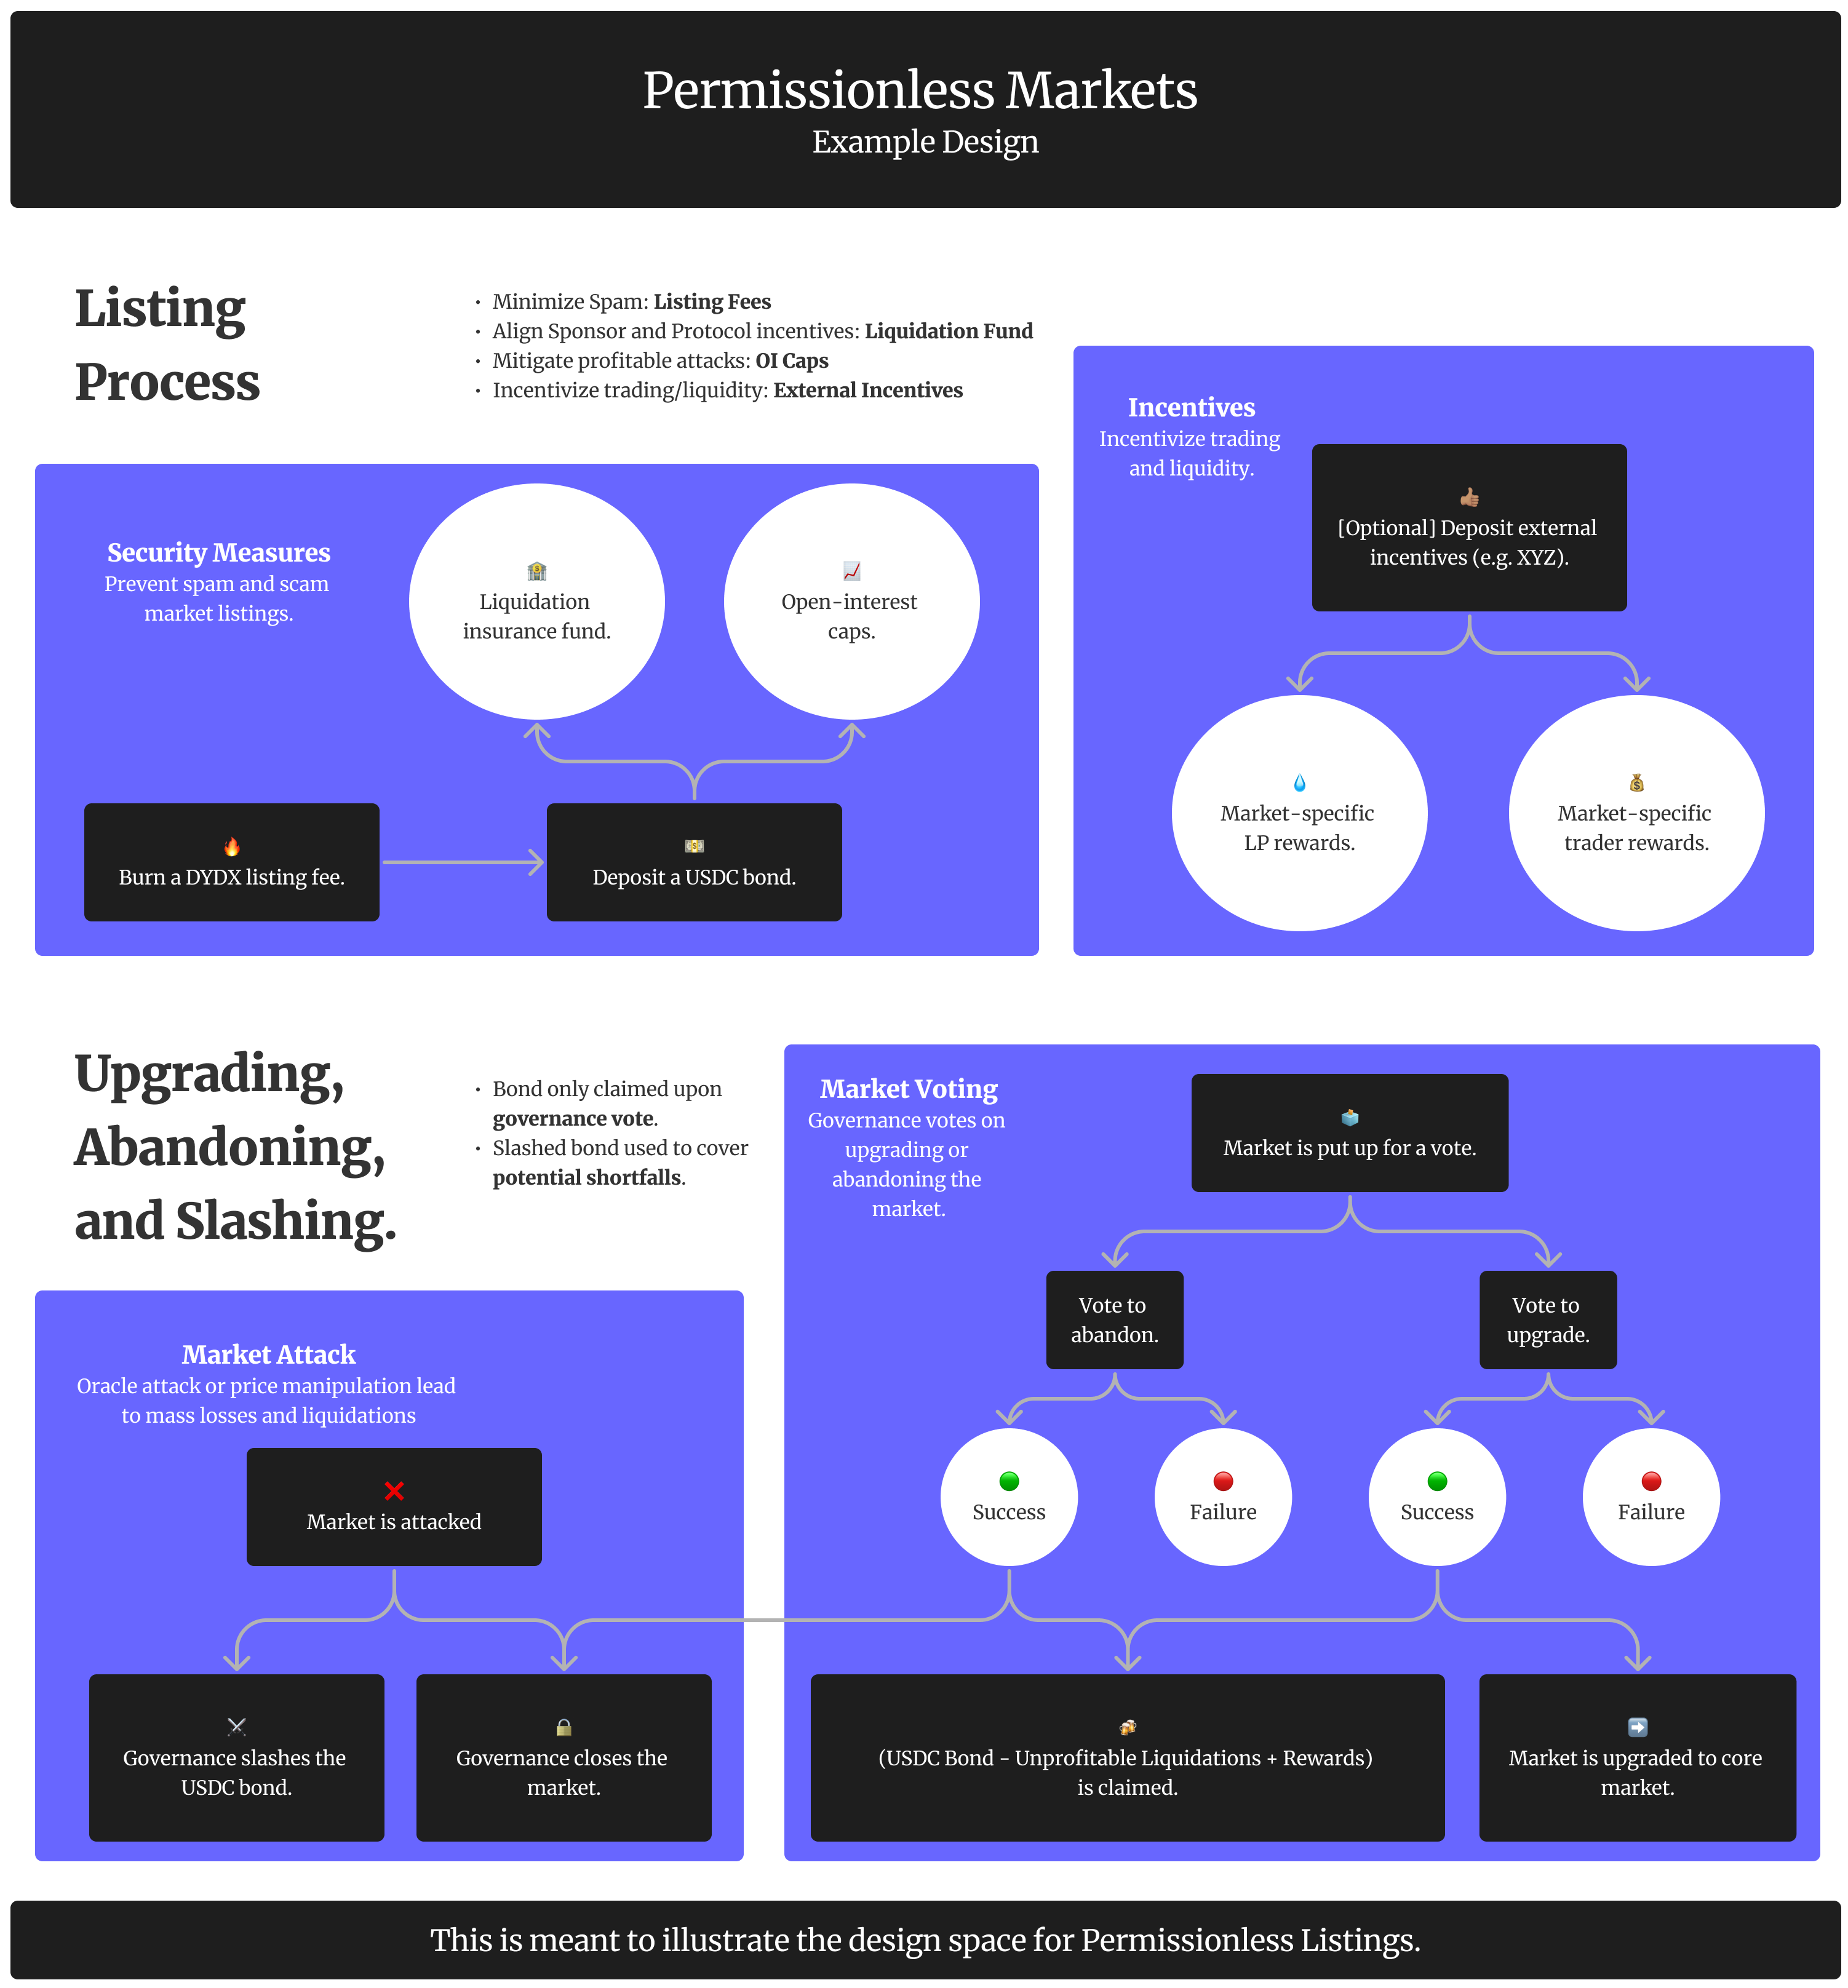 Permissionless Markets
Example Design
Listing
Process
• Minimize Spam: Listing Fees
• Align Sponsor and Protocol incentives: Liquidation Fund
• Mitigate profitable attacks: OI Caps
• Incentivize trading/liquidity: External Incentives
Security Measures
Prevent spam and scam
market listings.
Liquidation
insurance fund.
Open-interest
caps.
Burn a DYDX listing fee.
Deposit a USDC bond.
Incentives
Incentivize trading
and liquidity.
[Optional] Deposit external
incentives (e.g. XYZ).
Market-specific
LP rewards.
Market-specific
trader rewards.
Upgrading,
Abandoning,
and Slashing.
• Bond only claimed upon
governance vote.
• Slashed bond used to cover
potential shortfalls.
Market Attack
Oracle attack or price manipulation lead
to mass losses and liquidations
Market is attacked
Governance slashes the
USDC bond.
Governance closes the
market.
Market Voting
Governance votes on
upgrading or
abandoning the
market.
Market is put up for a vote.
Vote to
abandon.
Vote to
upgrade.
Success
Failure
Success
Failure
(USDC Bond - Unprofitable Liquidations + Rewards)
is claimed.
Market is upgraded to core
market.
This is meant to illustrate the design space for Permissionless Listings.